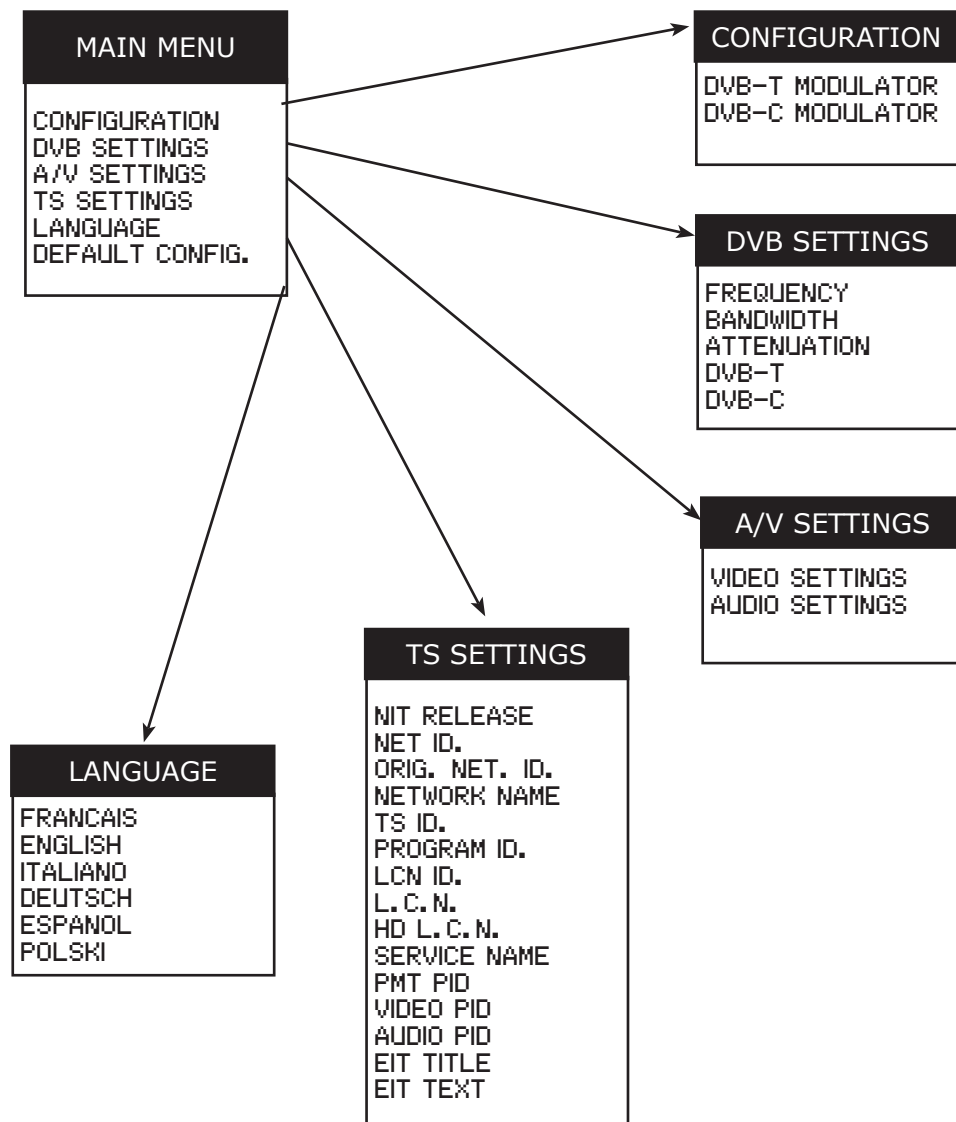 MAIN MENU
CONFIGURATION
DVB SETTINGS
A/V SETTINGS
TS SETTINGS
LANGUAGE
DEFAULT CONFIG.
CONFIGURATION
DVB-T MODULATOR
DVB-C MODULATOR
DVB SETTINGS
FREQUENCY
BANDWIDTH
ATTENUATION
DVB-T
DVB-C
A/V SETTINGS
VIDEO SETTINGS
AUDIO SETTINGS
TS SETTINGS
NIT RELEASE
NET ID.
ORIG. NET. ID.
NETWORK NAME
TS ID.
PROGRAM ID.
LCN ID.
L.C.N.
HD L.C.N.
SERVICE NAME
PMT PID
VIDEO PID
AUDIO PID
EIT TITLE
EIT TEXT
LANGUAGE
FRANCAIS
ENGLISH
ITALIANO
DEUTSCH
ESPANOL
POLSKI